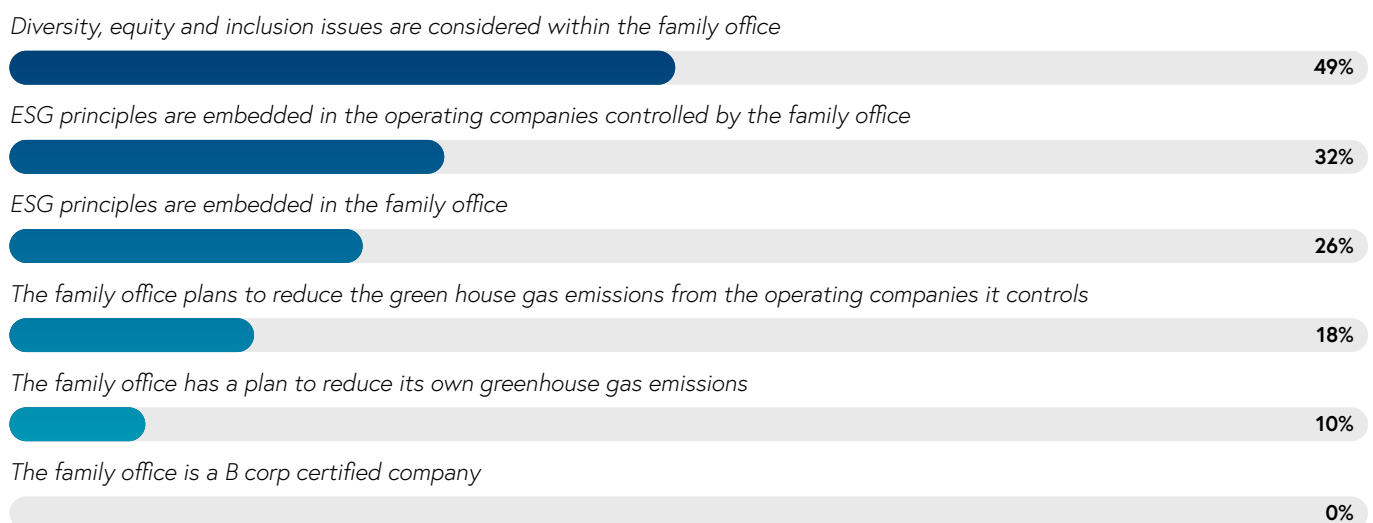 Diversity, equity and inclusion issues are considered within the family office
49%
ESG principles are embedded in the operating companies controlled by the family office
32%
ESG principles are embedded in the family office
26%
The family office plans to reduce the green house gas emissions from the operating companies it controls
18%
The family office has a plan to reduce its own greenhouse gas emissions
10%
The family office is a B corp certified company
0%